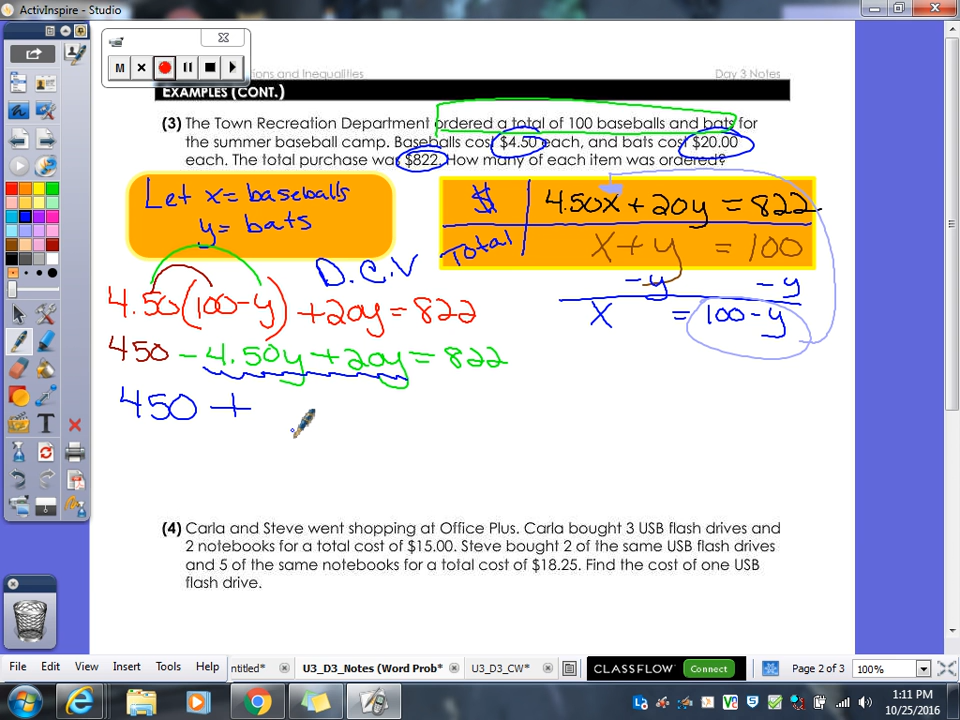 ActivInspire - Studio
ions and Inequalities
Day 3 Notes
EXAMPLES (CONT.)
(3) The Town Recreation Department ordered a total of 100 baseballs and bats for
the summer baseball camp. Baseballs cost $4.50 each, and bats cost $20.00
each. The total purchase was $822. How many of each item was ordered?
Let x= baseballs
y= bats
$ 4.50x + 20y = 822
Total x + y = 100
-y -y
x = 100-y
D.C.V
4.50(100-y) +20y=822
450 - 4.50y+20y=822
450 +
(4) Carla and Steve went shopping at Office Plus. Carla bought 3 USB flash drives and
2 notebooks for a total cost of $15.00. Steve bought 2 of the same USB flash drives
and 5 of the same notebooks for a total cost of $18.25. Find the cost of one USB
flash drive.
File Edit View Insert Tools Help
ntitled* U3_D3_Notes (Word Prob* U3_D3_CW* CLASSFLOW Connect Page 2 of 3 100%
1:11 PM
10/25/2016